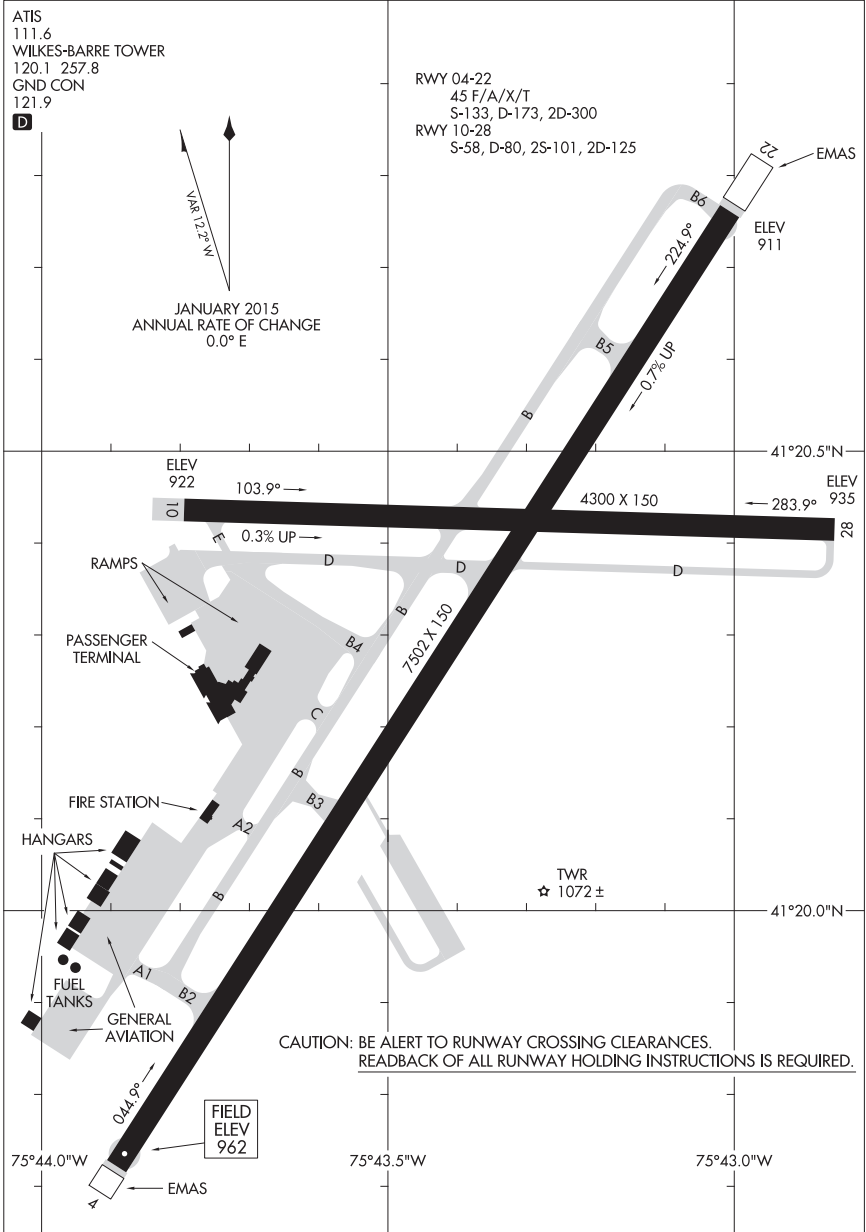 ATIS
111.6
WILKES-BARRE TOWER
120.1 257.8
GND CON
121.9
D
RWY 04-22
45 F/A/X/T
S-133, D-173, 2D-300
RWY 10-28
S-58, D-80, 2S-101, 2D-125
22
EMAS
VAR 12.2° W
B6
ELEV
911
224.9°
JANUARY 2015
ANNUAL RATE OF CHANGE
0.0° E
B5
0.7% UP
B
41°20.5"N
ELEV
922
103.9°
4300 X 150
283.9°
ELEV
935
10
28
0.3% UP
E
D
D
D
RAMPS
B
7502 X 150
B4
PASSENGER
TERMINAL
C
B
B3
FIRE STATION
A2
HANGARS
TWR
1072 ±
B
41°20.0"N
A1
B2
FUEL
TANKS
GENERAL
AVIATION
CAUTION: BE ALERT TO RUNWAY CROSSING CLEARANCES.
READBACK OF ALL RUNWAY HOLDING INSTRUCTIONS IS REQUIRED.
044.9°
FIELD
ELEV
962
75°44.0"W
75°43.5"W
75°43.0"W
EMAS
4